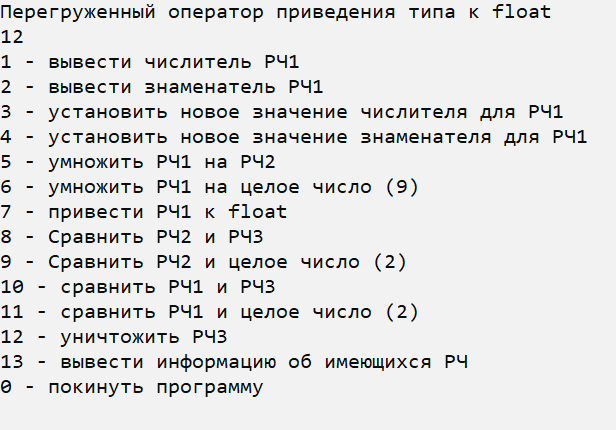 Перегруженный оператор приведения типа к float
12
1 - вывести числитель РЧ1
2 - вывести знаменатель РЧ1
3 - установить новое значение числителя для РЧ1
4 - установить новое значение знаменателя для РЧ1
5 - умножить РЧ1 на РЧ2
6 - умножить РЧ1 на целое число (9)
7 - привести РЧ1 к float
8 - Сравнить РЧ2 и РЧ3
9 - Сравнить РЧ2 и целое число (2)
10 - сравнить РЧ1 и РЧ3
11 - сравнить РЧ1 и целое число (2)
12 - уничтожить РЧ3
13 - вывести информацию об имеющихся РЧ
0 - покинуть программу